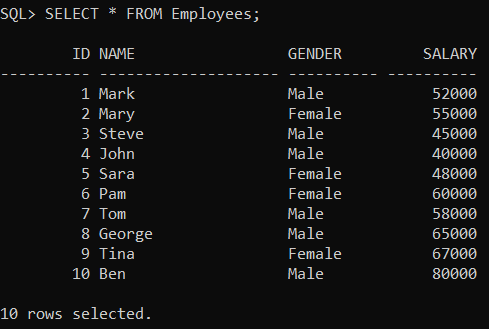 SQL> SELECT * FROM Employees;
        ID NAME                 GENDER         SALARY
---------- -------------------- ---------- ----------
         1 Mark                 Male            52000
         2 Mary                 Female          55000
         3 Steve                Male            45000
         4 John                 Male            40000
         5 Sara                 Female          48000
         6 Pam                  Female          60000
         7 Tom                  Male            58000
         8 George               Male            65000
         9 Tina                 Female          67000
        10 Ben                  Male            80000
10 rows selected.